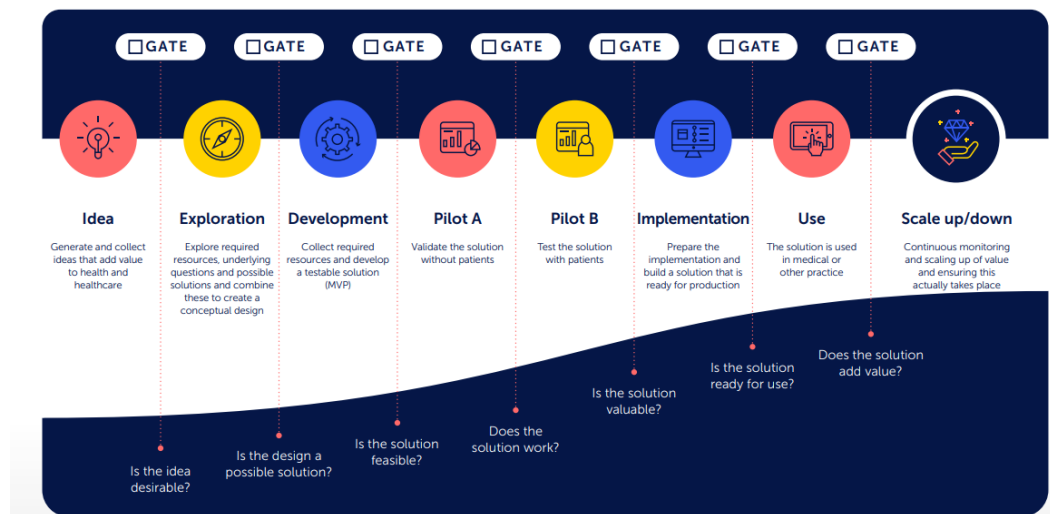 GATE
GATE
GATE
GATE
GATE
GATE
GATE
Idea
Generate and collect
ideas that add value
to health and
healthcare
Exploration
Explore required
resources, underlying
questions and possible
solutions and combine
these to create a
conceptual design
Development
Collect required
resources and develop
a testable solution
(MVP)
Pilot A
Validate the solution
without patients
Pilot B
Test the solution
with patients
Implementation
Prepare the
implementation and
build a solution that is
ready for production
Use
The solution is used
in medical or
other practice
Scale up/down
Continuous monitoring
and scaling up of value
and ensuring this
actually takes place
Is the idea
desirable?
Is the design a
possible solution?
Is the solution
feasible?
Does the
solution work?
Is the solution
valuable?
Is the solution
ready for use?
Does the solution
add value?